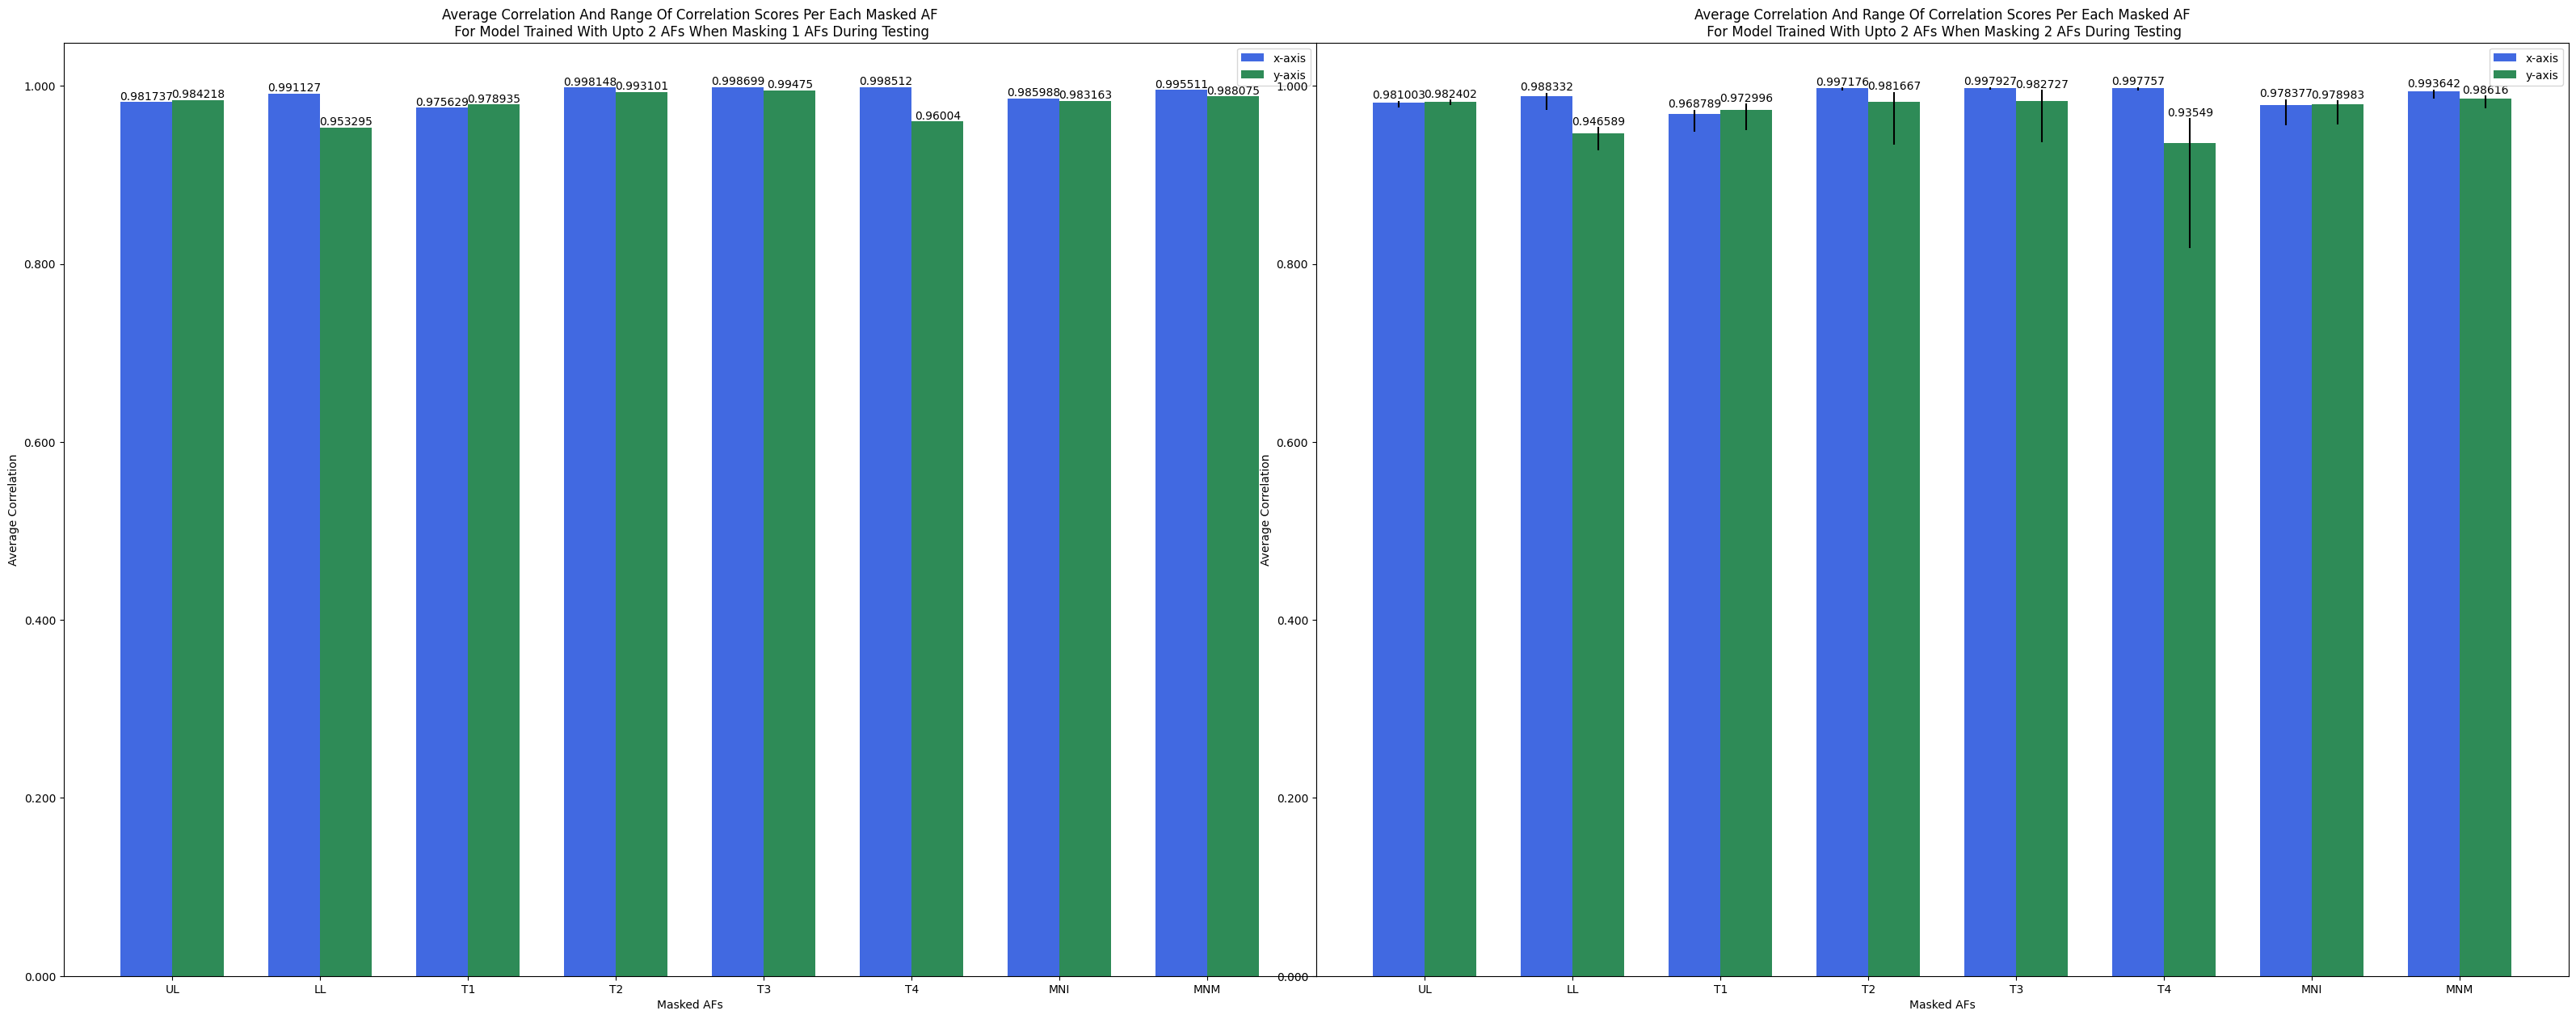 Average Correlation And Range Of Correlation Scores Per Each Masked AF
For Model Trained With Upto 2 AFs When Masking 1 AFs During Testing
x-axis
y-axis
1.000
0.800
0.600
0.400
0.200
0.000
Average Correlation
0.981737
0.984218
0.991127
0.953295
0.975629
0.978935
0.998148
0.993101
0.998699
0.99475
0.998512
0.96004
0.985988
0.983163
0.995511
0.988075
UL
LL
T1
T2
T3
T4
MNI
MNM
Masked AFs
Average Correlation And Range Of Correlation Scores Per Each Masked AF
For Model Trained With Upto 2 AFs When Masking 2 AFs During Testing
x-axis
y-axis
1.000
0.800
0.600
0.400
0.200
0.000
Average Correlation
0.981003
0.982402
0.988332
0.946589
0.968789
0.972996
0.997176
0.981667
0.997927
0.982727
0.997757
0.93549
0.978377
0.978983
0.993642
0.98616
UL
LL
T1
T2
T3
T4
MNI
MNM
Masked AFs